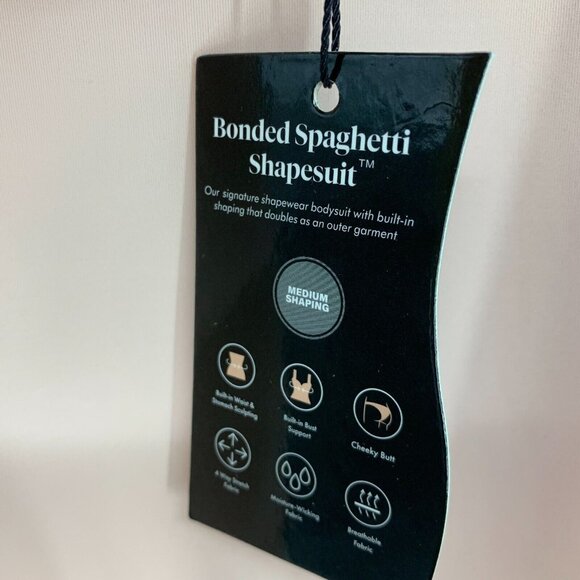 Bonded Spaghetti
Shapesuit™
Our signature shapewear bodysuit with built-in
shaping that doubles as an outer garment
MEDIUM
SHAPING
Built-in Waist &
Stomach Sculpting
Built-in Bust
Support
Cheeky Butt
4 Way Stretch
Fabric
Moisture-Wicking
Fabric
Breathable
Fabric